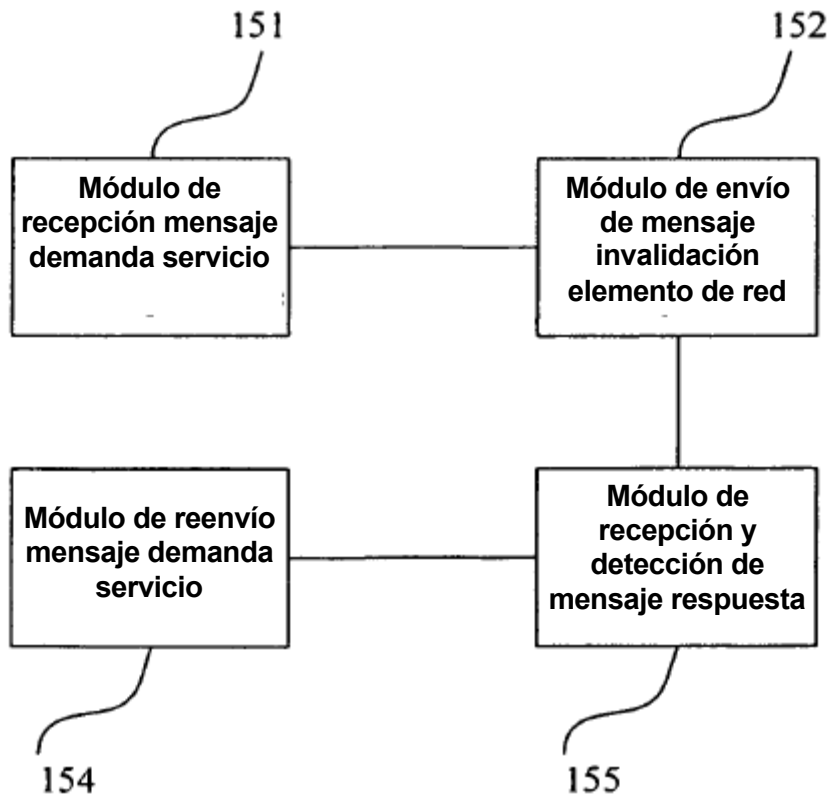 151
152
Módulo de
recepción mensaje
demanda servicio
Módulo de envío
de mensaje
invalidación
elemento de red
Módulo de reenvío
mensaje demanda
servicio
Módulo de
recepción y
detección de
mensaje respuesta
154
155